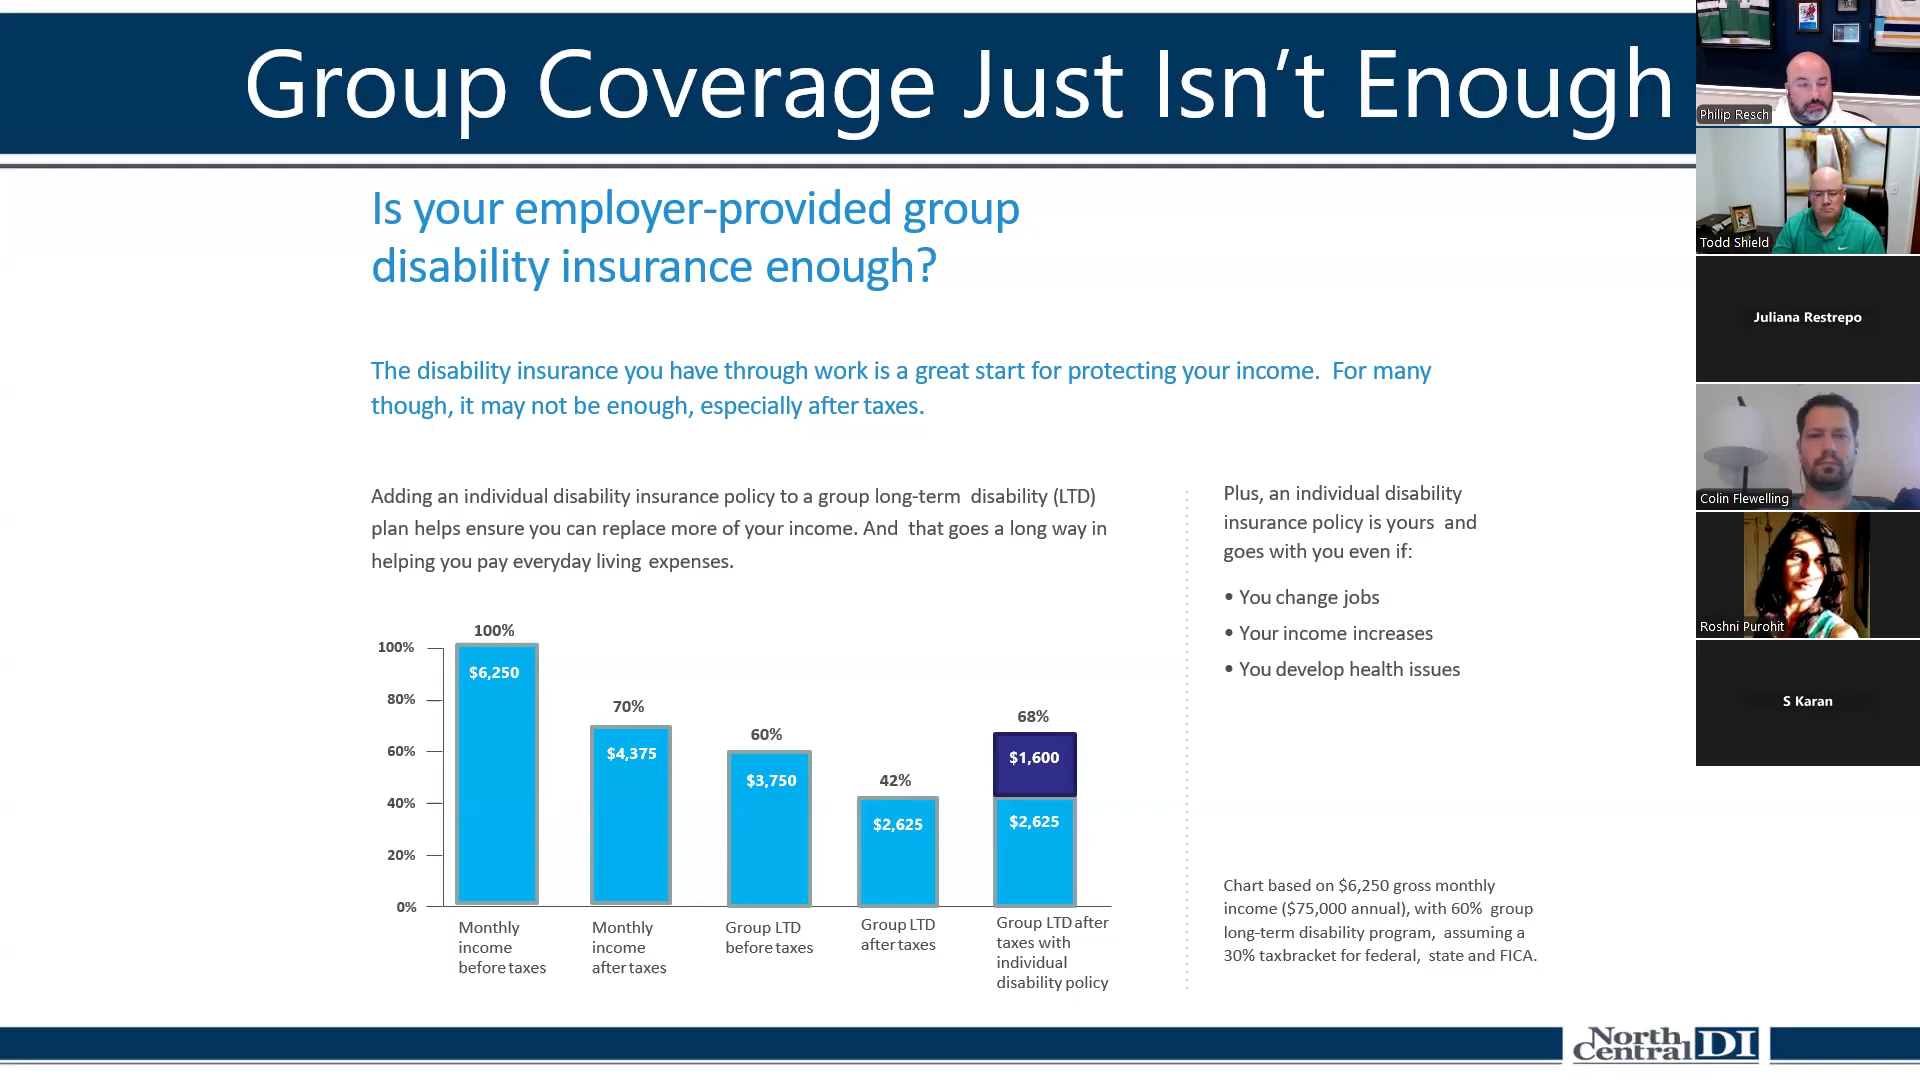 Group Coverage Just Isn’t Enough
Is your employer-provided group
disability insurance enough?
The disability insurance you have through work is a great start for protecting your income. For many
though, it may not be enough, especially after taxes.
Adding an individual disability insurance policy to a group long-term disability (LTD)
plan helps ensure you can replace more of your income. And that goes a long way in
helping you pay everyday living expenses.
100%
80%
60%
40%
20%
0%
100%
$6,250
70%
$4,375
60%
$3,750
42%
$2,625
68%
$1,600
$2,625
Monthly
income
before taxes
Monthly
income
after taxes
Group LTD
before taxes
Group LTD
after taxes
Group LTD after
taxes with
individual
disability policy
Plus, an individual disability
insurance policy is yours and
goes with you even if:
• You change jobs
• Your income increases
• You develop health issues
Chart based on $6,250 gross monthly
income ($75,000 annual), with 60% group
long-term disability program, assuming a
30% taxbracket for federal, state and FICA.
North
Central DI
Philip Resch
Todd Shield
Juliana Restrepo
Colin Flewelling
Roshni Purohit
S Karan